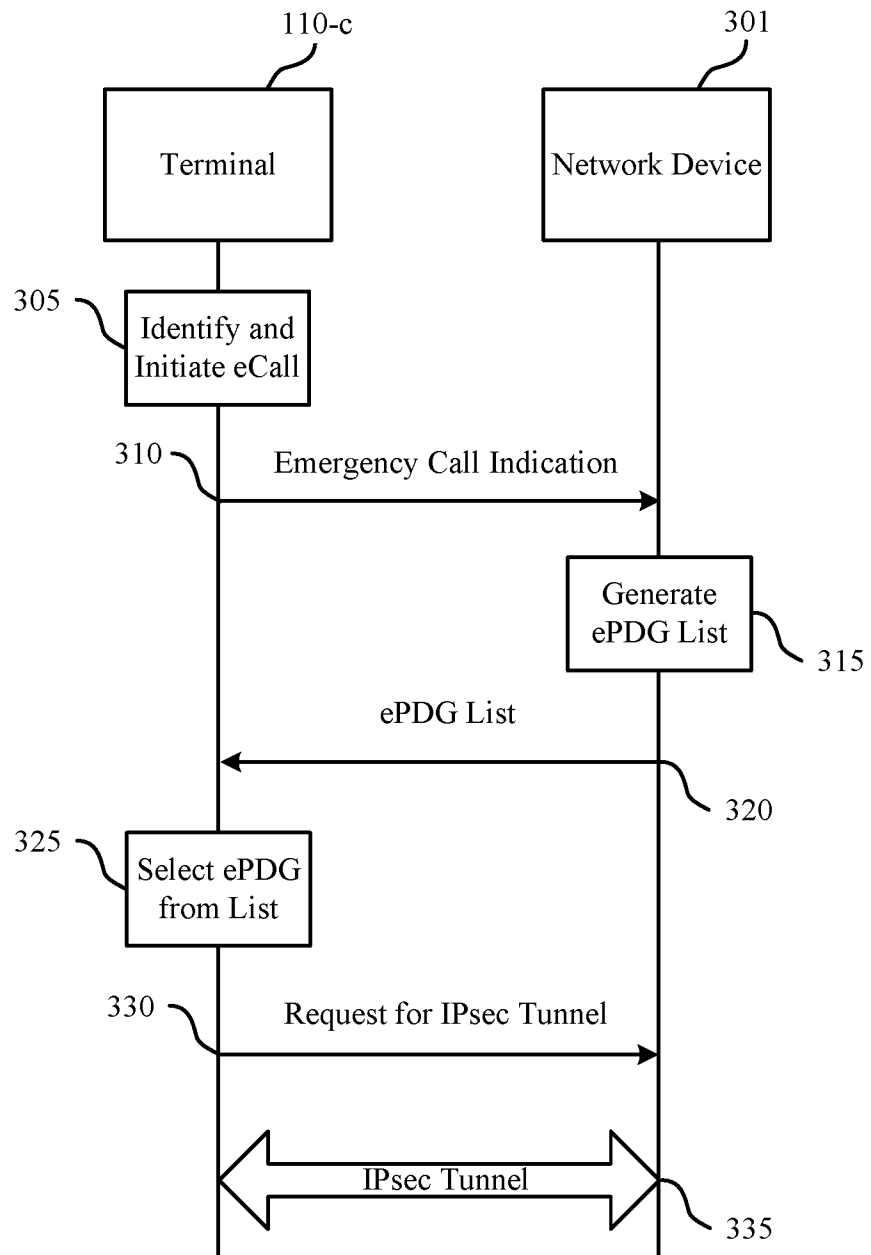 110-c
301
Terminal
Network Device
305
Identify and
Initiate eCall
310
Emergency Call Indication
Generate
ePDG List
315
ePDG List
320
325
Select ePDG
from List
330
Request for IPsec Tunnel
IPsec Tunnel
335